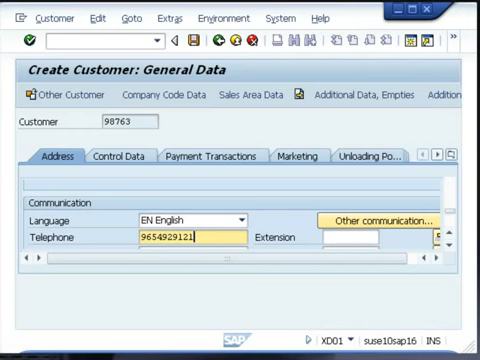 Customer Edit Goto Extras Environment System Help
Create Customer: General Data
Other Customer Company Code Data Sales Area Data Additional Data, Empties Addition
Customer 98763
Address Control Data Payment Transactions Marketing Unloading Po...
Communication
Language EN English Other communication...
Telephone 9654929121 Extension
SAP XD01 suse10sap16 INS